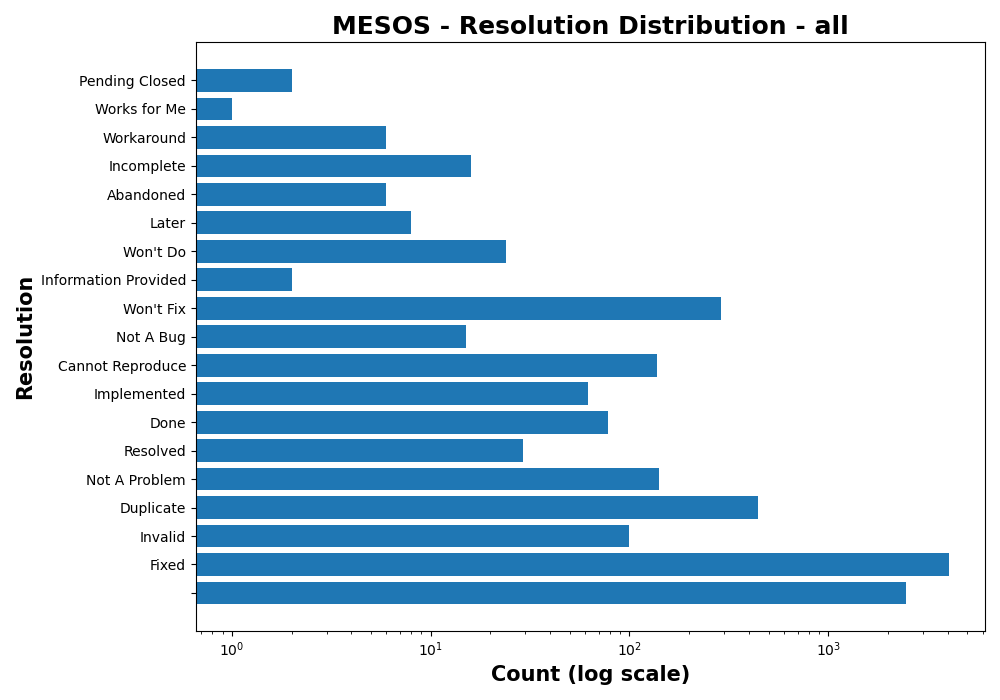 MESOS - Resolution Distribution - all
Pending Closed
Works for Me
Workaround
Incomplete
Abandoned
Later
Won't Do
Information Provided
Won't Fix
Not A Bug
Cannot Reproduce
Implemented
Done
Resolved
Not A Problem
Duplicate
Invalid
Fixed
Resolution
10⁰ 10¹ 10² 10³
Count (log scale)